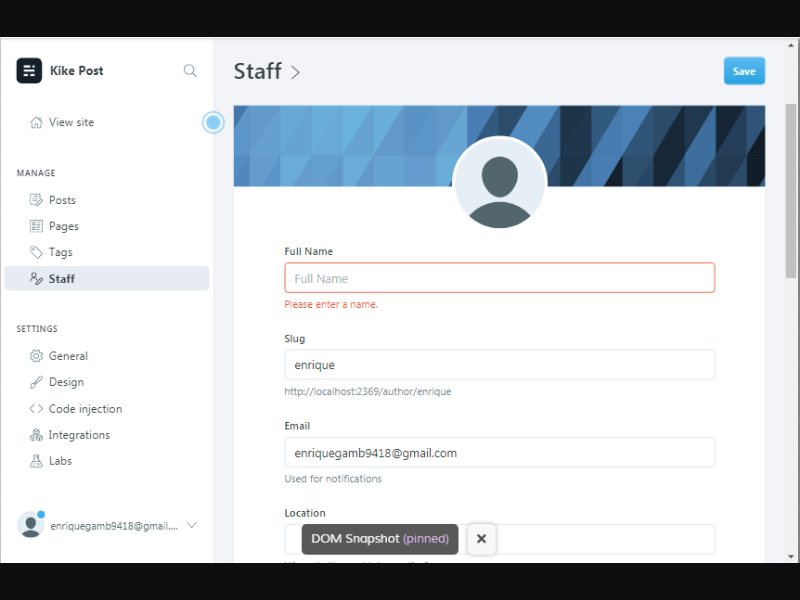 Kike Post
View site
MANAGE
Posts
Pages
Tags
Staff
SETTINGS
General
Design
Code injection
Integrations
Labs
enriquegamb9418@gmail....
Staff
Save
Full Name
Full Name
Please enter a name.
Slug
enrique
http://localhost:2369/author/enrique
Email
enriquegamb9418@gmail.com
Used for notifications
Location
DOM Snapshot (pinned)